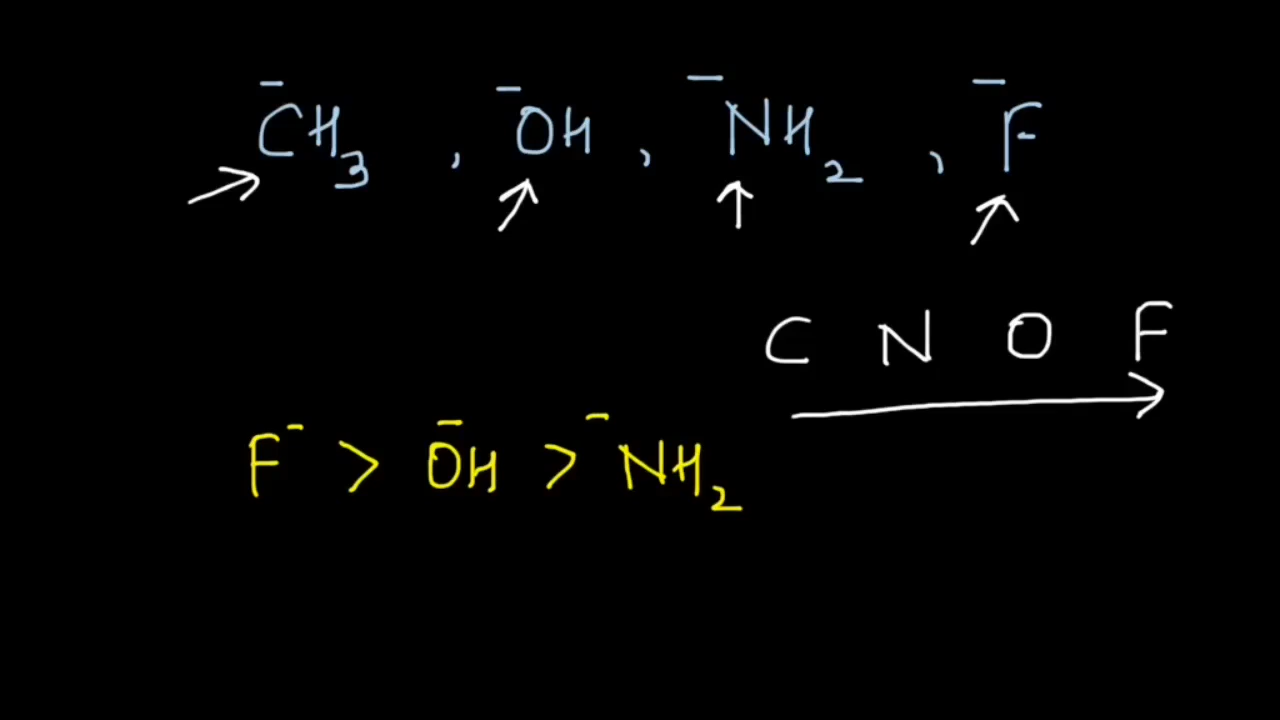 ⁻CH₃ , ⁻OH , ⁻NH₂ , ⁻F
C N O F
F⁻ > ⁻OH > ⁻NH₂